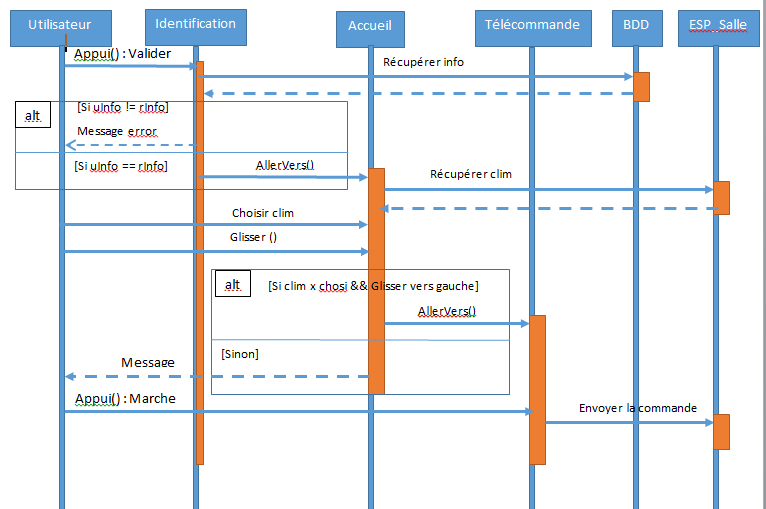 Utilisateur
Identification
Accueil
Télécommande
BDD
ESP_Salle
Appui() : Valider
Récupérer info
alt
[Si uInfo != rInfo]
Message error
[Si uInfo == rInfo]
AllerVers()
Récupérer clim
Choisir clim
Glisser ()
alt
[Si clim x chosi && Glisser vers gauche]
AllerVers()
[Sinon]
Message
Appui() : Marche
Envoyer la commande